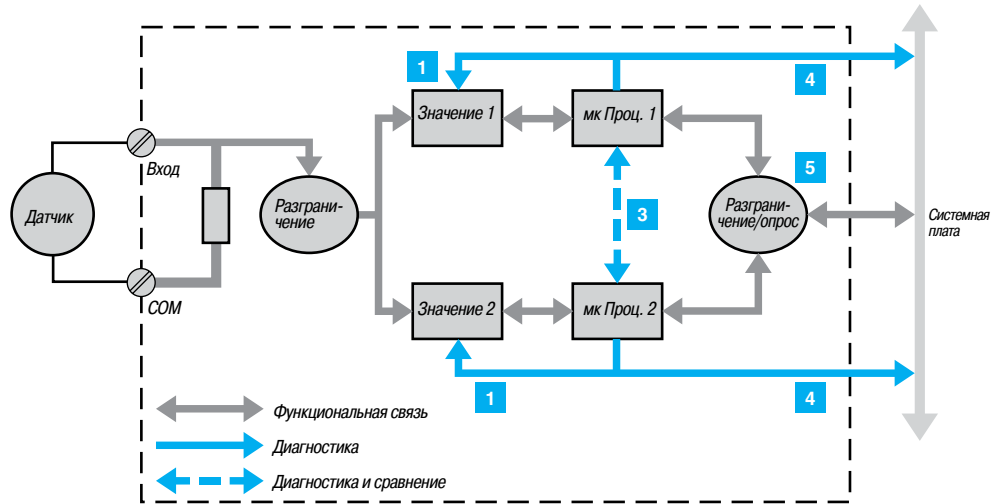 1
4
Значение 1
мк Проц. 1
Вход
5
Датчик
Разграни-
чение
3
Разграни-
чение/опрос
Системная
плата
COM
Значение 2
мк Проц. 2
1
4
Функциональная связь
Диагностика
Диагностика и сравнение